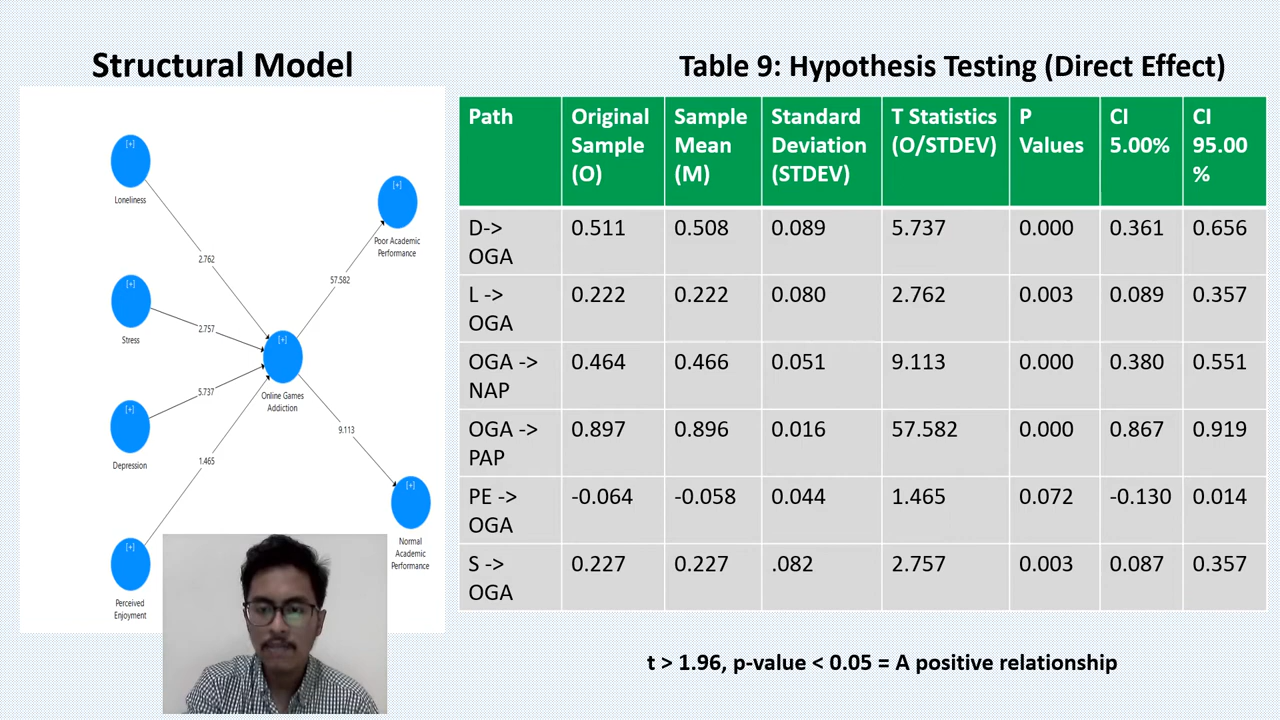 Structural Model
Table 9: Hypothesis Testing (Direct Effect)
[+]
Loneliness
[+]
Poor Academic
Performance
2.762
57.582
[+]
Stress
2.757
[+]
Online Games
Addiction
5.737
[+]
Depression
9.113
1.465
[+]
Normal
Academic
Performance
[+]
Perceived
Enjoyment
Path Original Sample (O) Sample Mean (M) Standard Deviation (STDEV) T Statistics (O/STDEV) P Values CI 5.00% CI 95.00 %
D-> OGA 0.511 0.508 0.089 5.737 0.000 0.361 0.656
L -> OGA 0.222 0.222 0.080 2.762 0.003 0.089 0.357
OGA -> NAP 0.464 0.466 0.051 9.113 0.000 0.380 0.551
OGA -> PAP 0.897 0.896 0.016 57.582 0.000 0.867 0.919
PE -> OGA -0.064 -0.058 0.044 1.465 0.072 -0.130 0.014
S -> OGA 0.227 0.227 .082 2.757 0.003 0.087 0.357
t > 1.96, p-value < 0.05 = A positive relationship